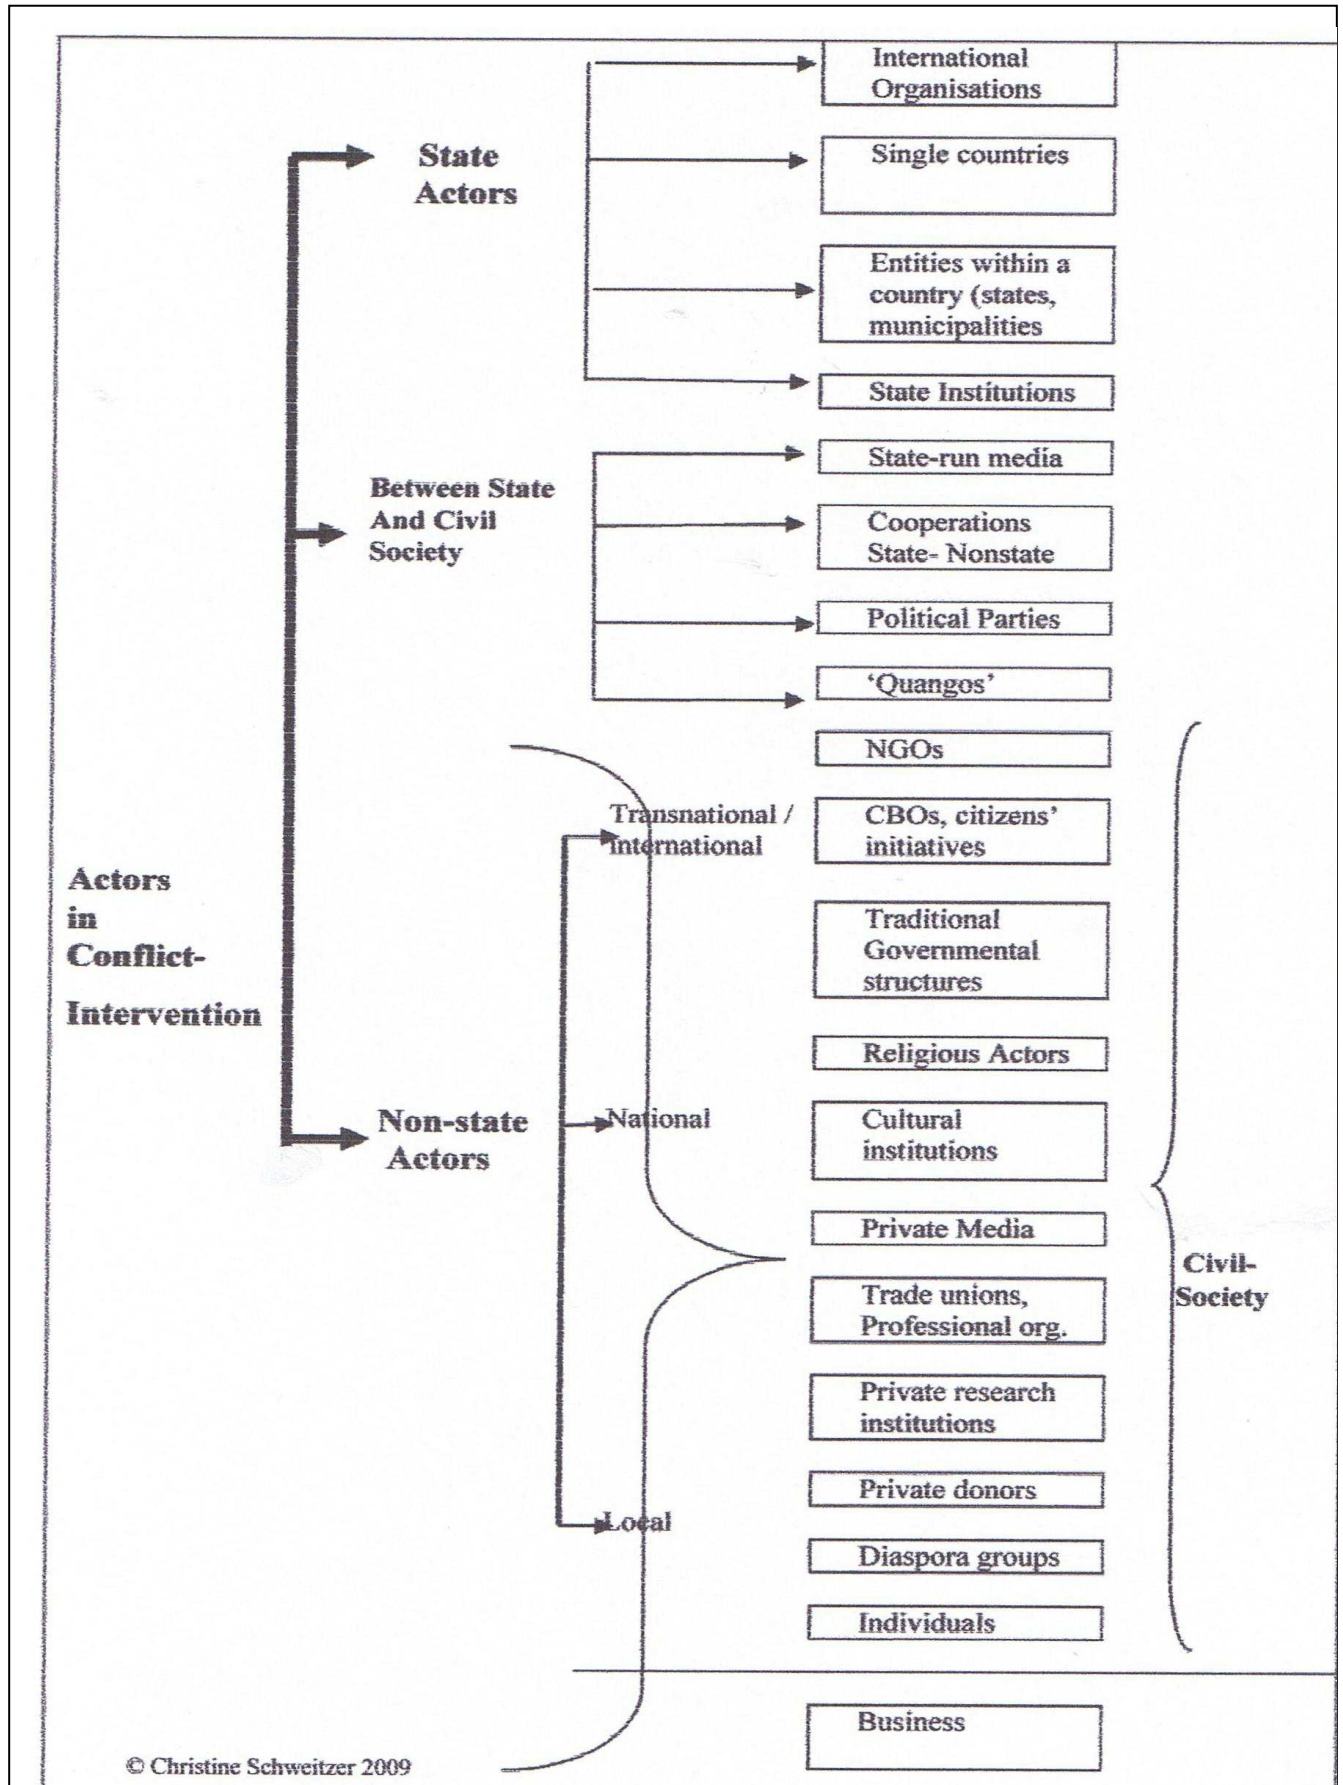 International
Organisations
State
Actors
Single countries
Entities within a
country (states,
municipalities
State Institutions
Between State
And Civil
Society
State-run media
Cooperations
State- Nonstate
Political Parties
‘Quangos’
Actors
in
Conflict-
Intervention
Non-state
Actors
Transnational /
international
National
Local
NGOs
CBOs, citizens’
initiatives
Traditional
Governmental
structures
Religious Actors
Cultural
institutions
Private Media
Trade unions,
Professional org.
Private research
institutions
Private donors
Diaspora groups
Individuals
Civil-
Society
Business
© Christine Schweitzer 2009